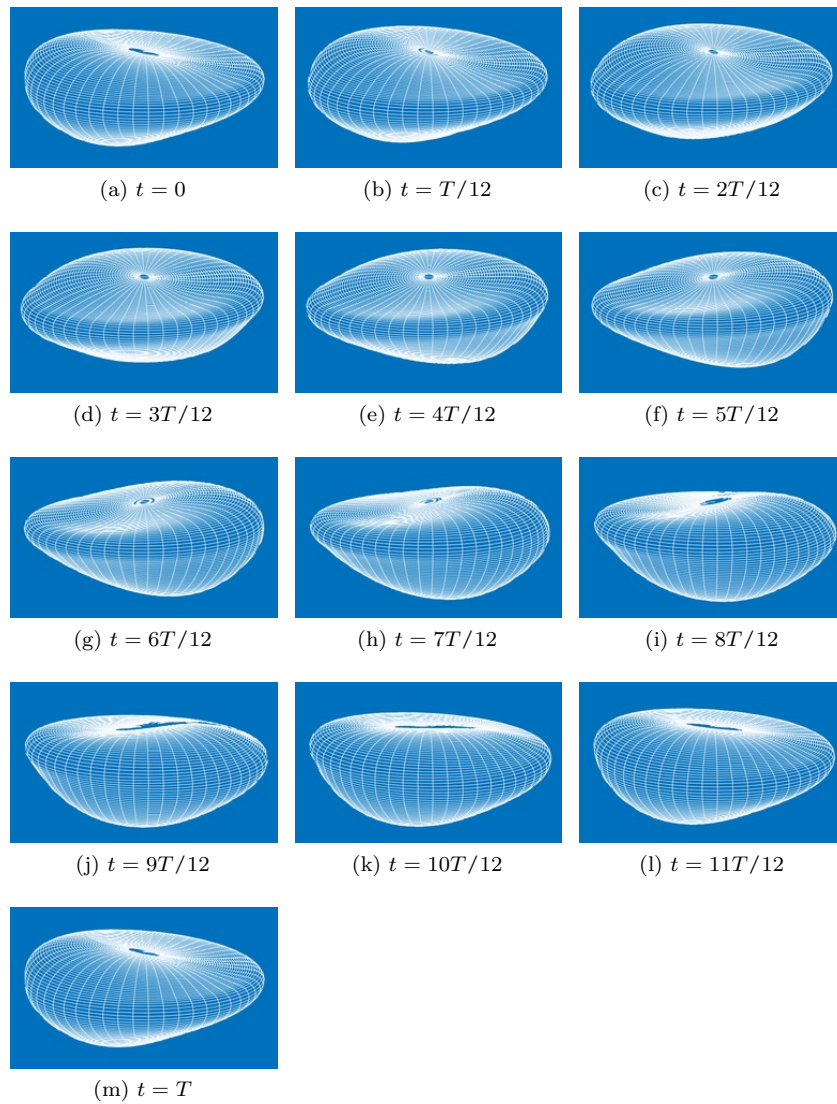 (a) t = 0
(b) t = T/12
(c) t = 2T/12
(d) t = 3T/12
(e) t = 4T/12
(f) t = 5T/12
(g) t = 6T/12
(h) t = 7T/12
(i) t = 8T/12
(j) t = 9T/12
(k) t = 10T/12
(l) t = 11T/12
(m) t = T